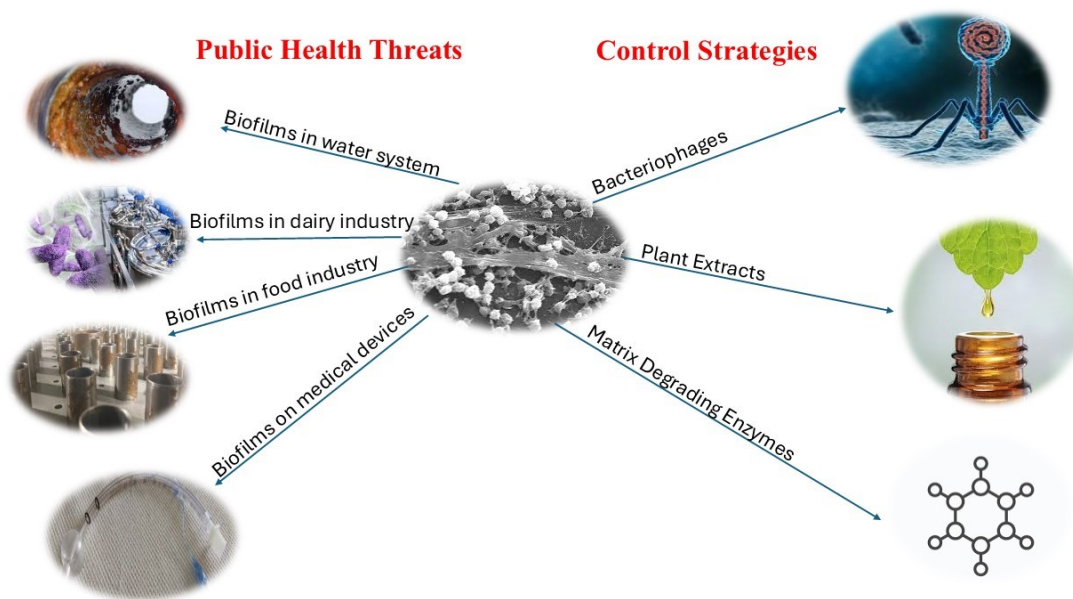 Public Health Threats
Control Strategies
Biofilms in water system
Biofilms in dairy industry
Biofilms in food industry
Biofilms on medical devices
Bacteriophages
Plant Extracts
Matrix Degrading Enzymes